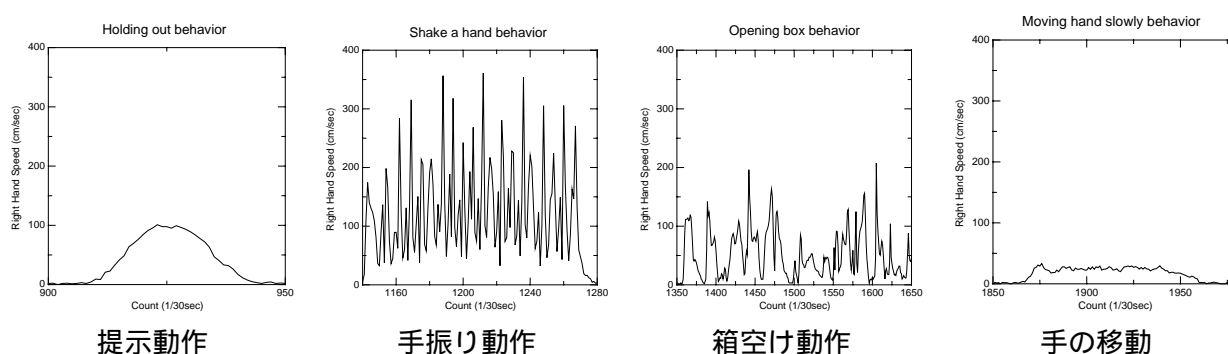 Holding out behavior
400
300
200
100
0
Right Hand Speed (cm/sec)
900
950
Count (1/30sec)
提示動作
Shake a hand behavior
400
300
200
100
0
Right Hand Speed (cm/sec)
1160
1200
1240
1280
Count (1/30sec)
手振り動作
Opening box behavior
400
300
200
100
0
Right Hand Speed (cm/sec)
1350
1400
1450
1500
1550
1600
1650
Count (1/30sec)
箱空け動作
Moving hand slowly behavior
400
300
200
100
0
Right Hand Speed (cm/sec)
1850
1900
1950
Count (1/30sec)
手の移動